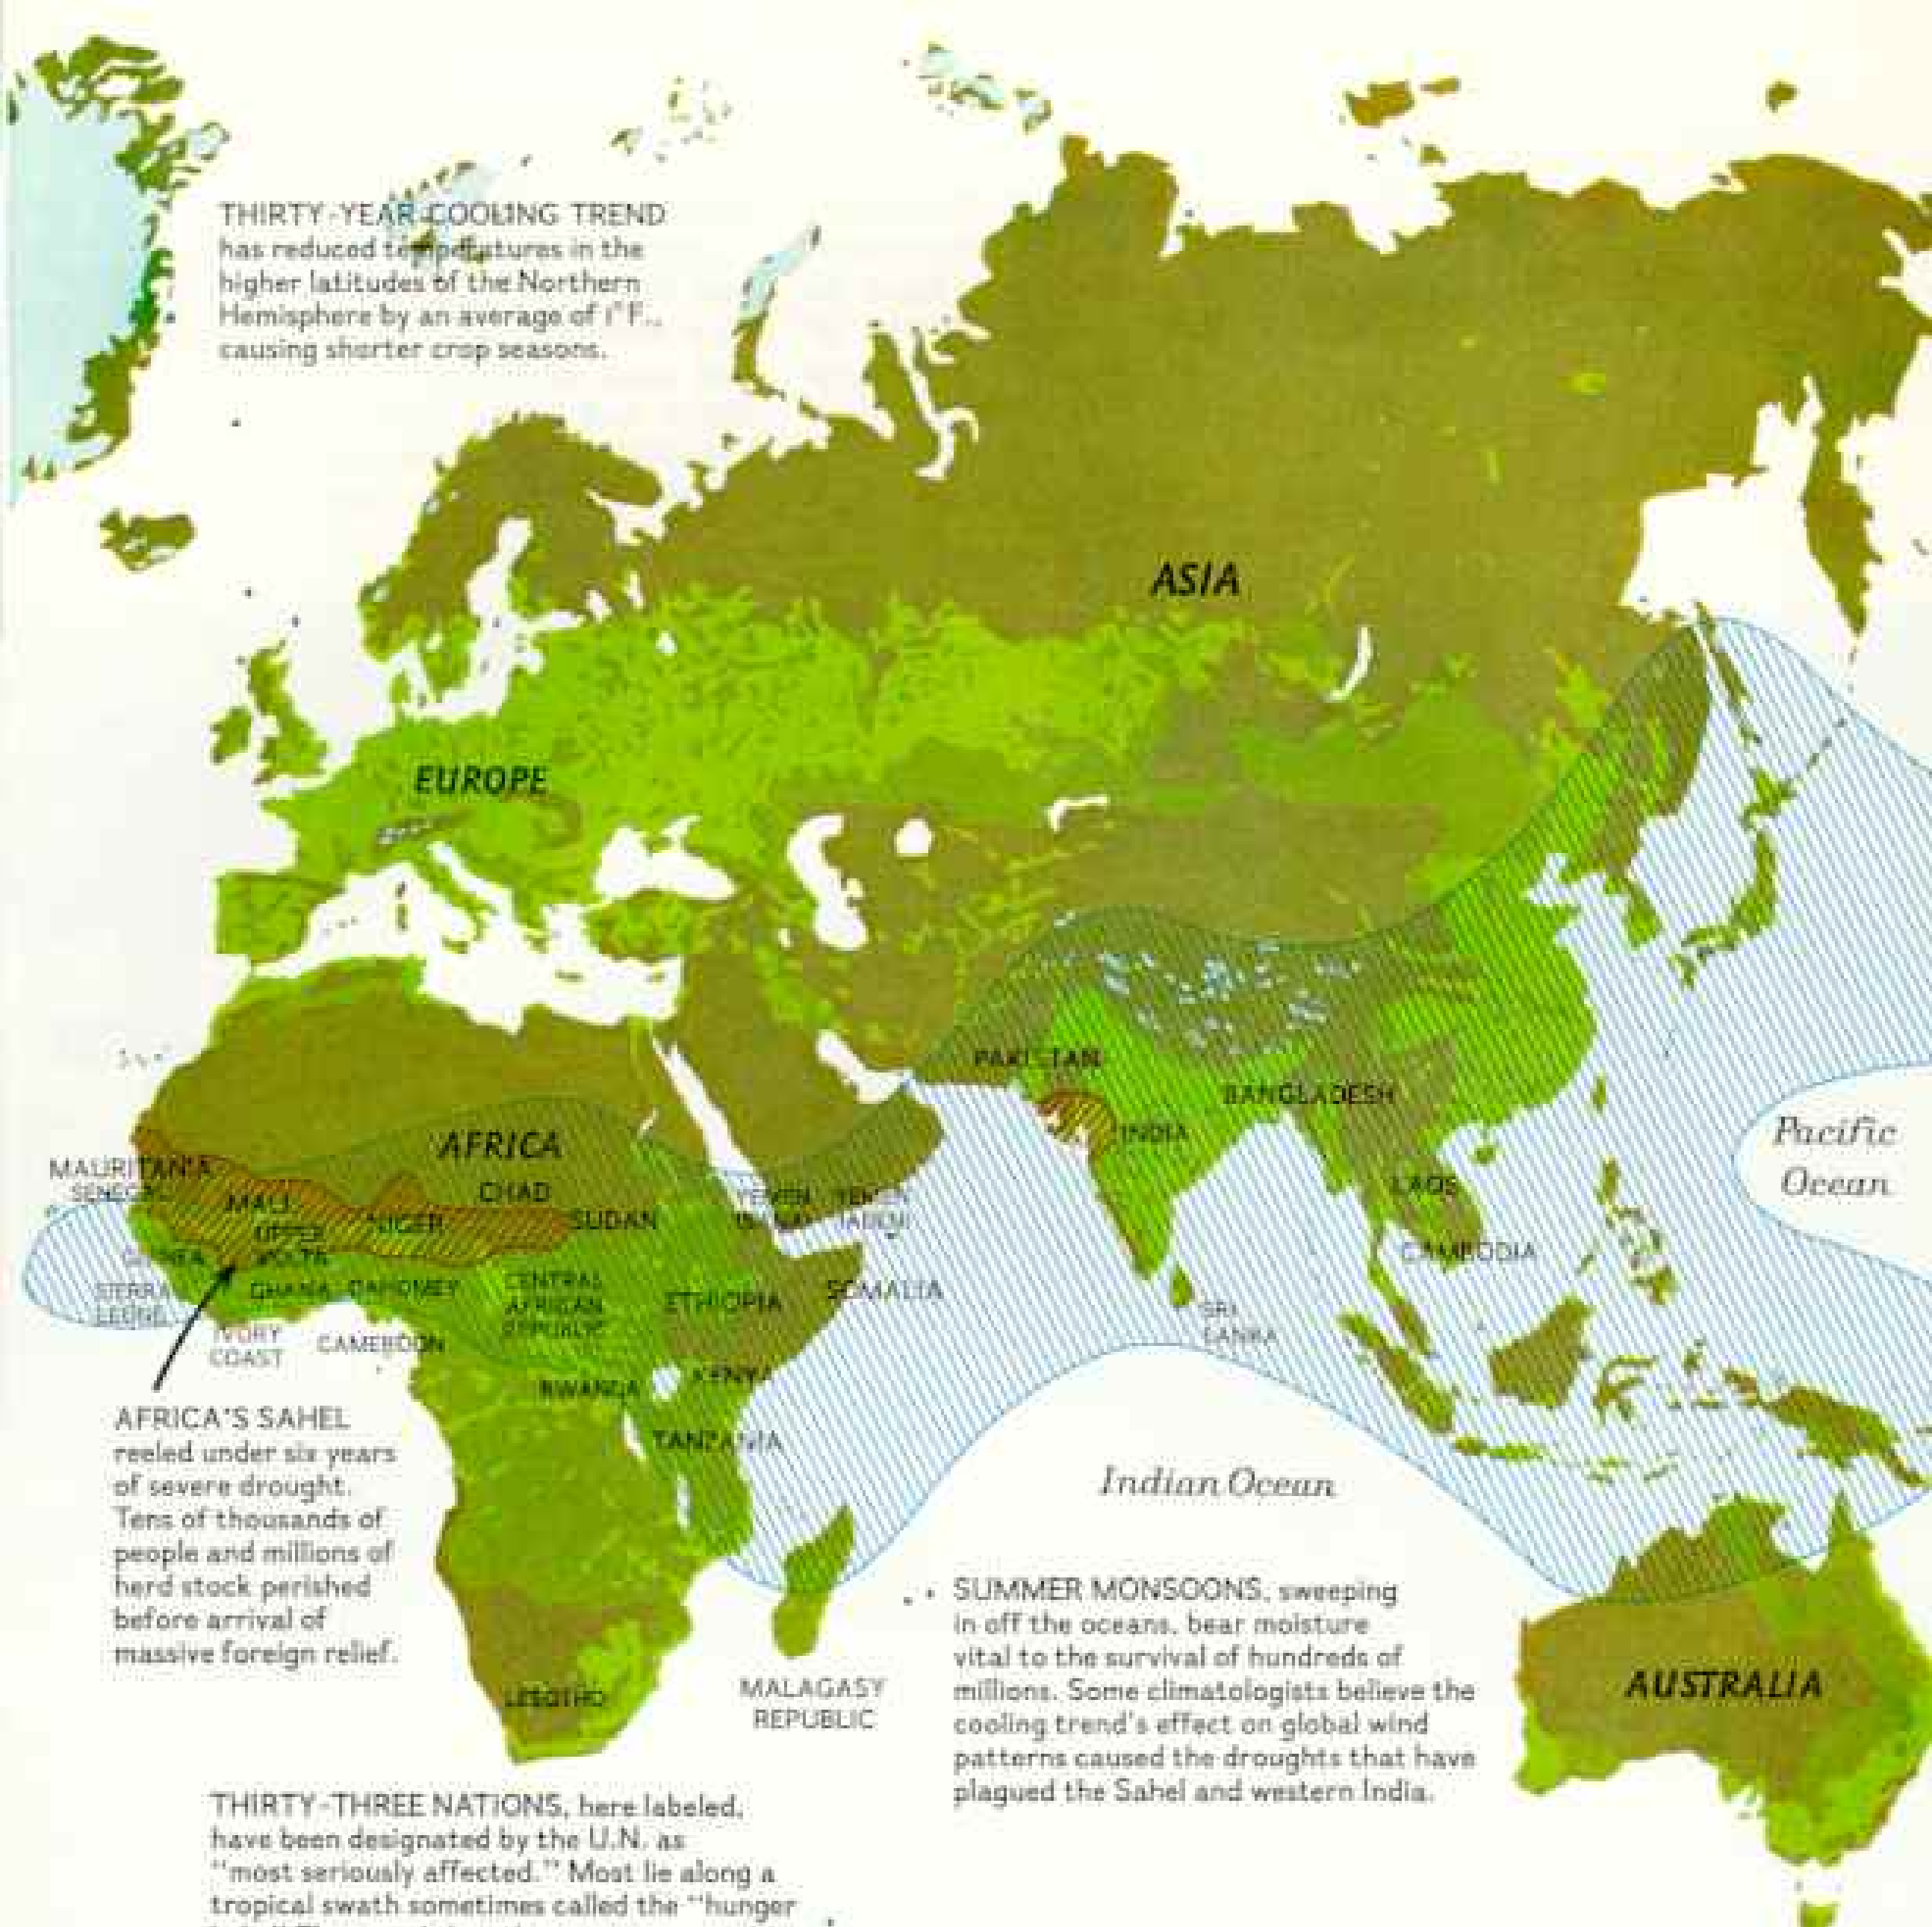 THIRTY-YEAR COOLING TREND
has reduced temperatures in the
higher latitudes of the Northern
Hemisphere by an average of 1°F.,
causing shorter crop seasons.
ASIA
EUROPE
PAKISTAN
BANGLADESH
INDIA
Pacific
Ocean
AFRICA
MAURITANIA
SENEGAL
MALI
CHAD
NIGER
SUDAN
UPPER
VOLTA
YEMEN
(SANA)
YEMEN
(ADEN)
LAOS
CAMBODIA
GUINEA
SIERRA
LEONE
GHANA
DAHOMEY
CENTRAL
AFRICAN
REPUBLIC
ETHIOPIA
SOMALIA
SRI
LANKA
IVORY
COAST
CAMEROON
RWANDA
KENYA
TANZANIA
AFRICA'S SAHEL
reeled under six years
of severe drought.
Tens of thousands of
people and millions of
herd stock perished
before arrival of
massive foreign relief.
Indian Ocean
SUMMER MONSOONS, sweeping
in off the oceans, bear moisture
vital to the survival of hundreds of
millions. Some climatologists believe the
cooling trend's effect on global wind
patterns caused the droughts that have
plagued the Sahel and western India.
LESOTHO
MALAGASY
REPUBLIC
AUSTRALIA
THIRTY-THREE NATIONS, here labeled,
have been designated by the U.N. as
"most seriously affected." Most lie along a
tropical swath sometimes called the "hunger